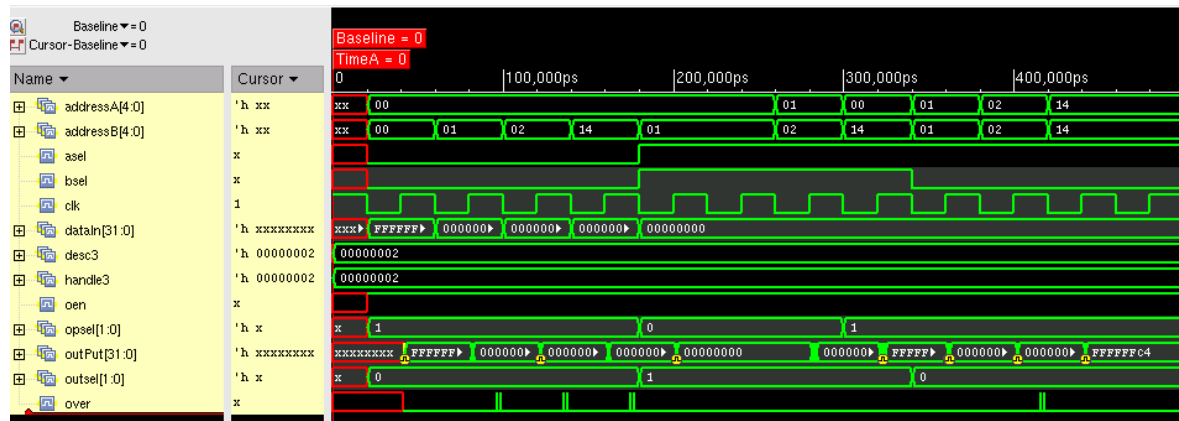 Baseline▼= 0
Cursor-Baseline▼= 0
Baseline = 0
TimeA = 0
Name ▼ Cursor ▼ 0 100,000ps 200,000ps 300,000ps 400,000ps
addressA[4:0] 'h xx xx 00 01 00 01 02 14
addressB[4:0] 'h xx xx 00 01 02 14 01 02 14 01 02 14
asel x
bsel x
clk 1
dataIn[31:0] 'h xxxxxxxx xxx FFFFFF 000000 000000 000000 00000000
desc3 'h 00000002 00000002
handle3 'h 00000002 00000002
oen x
opsel[1:0] 'h x x 1 0 1
outPut[31:0] 'h xxxxxxxx xxxxxxxx FFFFFF 000000 000000 000000 00000000 000000 FFFFF 000000 000000 FFFFFFc4
outsel[1:0] 'h x x 0 1 0
over x